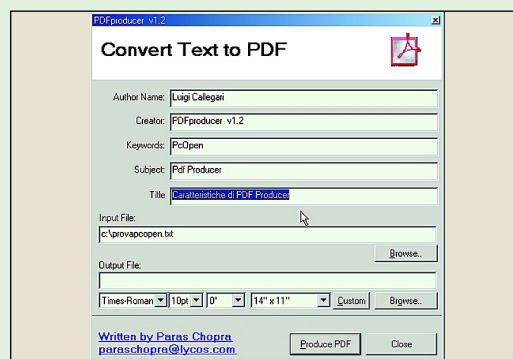 PDFproducer v1.2
Convert Text to PDF
Author Name: Luigi Callegari
Creator: PDFproducer v1.2
Keywords: PcOpen
Subject: Pdf Producer
Title Caratteristiche di PDF Producer
Input File:
c:\provapcopen.txt
Browse..
Output File:
Times-Roman 10pt 0° 14" x 11" Custom Browse..
Written by Paras Chopra
paraschopra@lycos.com
Produce PDF Close